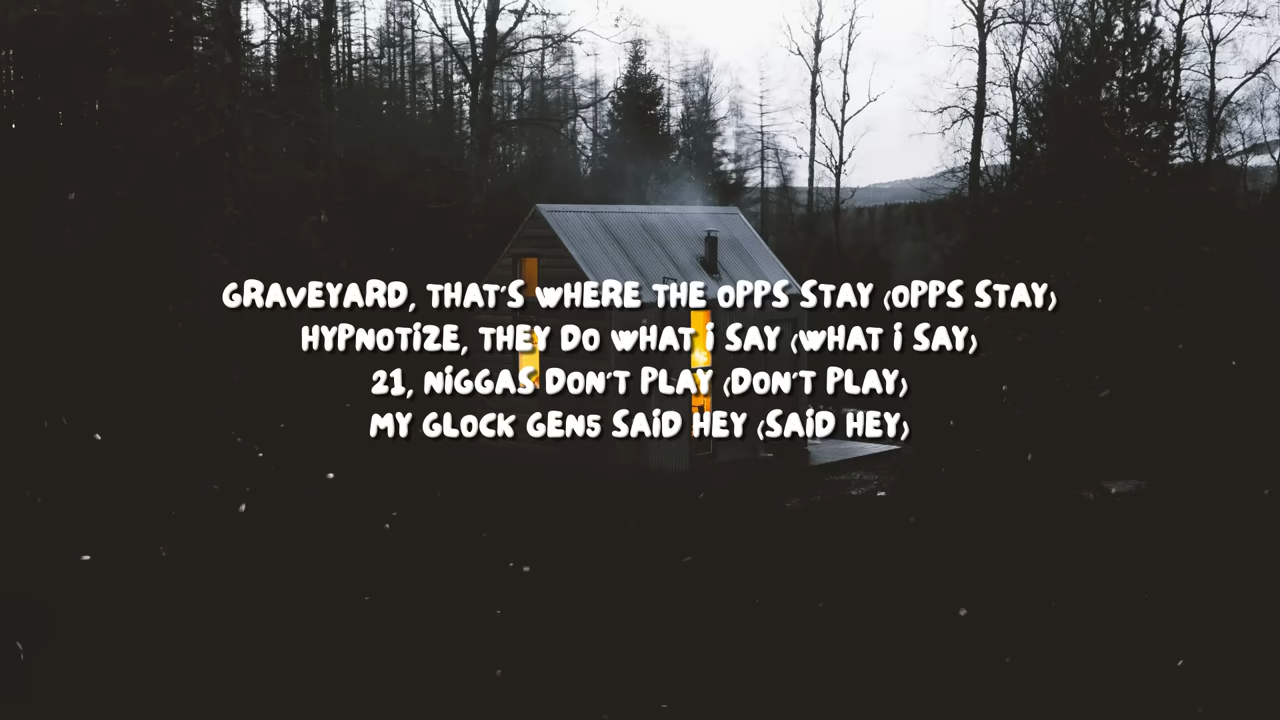 GRAVEYARD, THAT'S WHERE THE OPPS STAY (OPPS STAY)
HYPNOTIZE, THEY DO WHAT I SAY (WHAT I SAY)
21, NIGGAS DON'T PLAY (DON'T PLAY)
MY GLOCK GEN5 SAID HEY (SAID HEY)